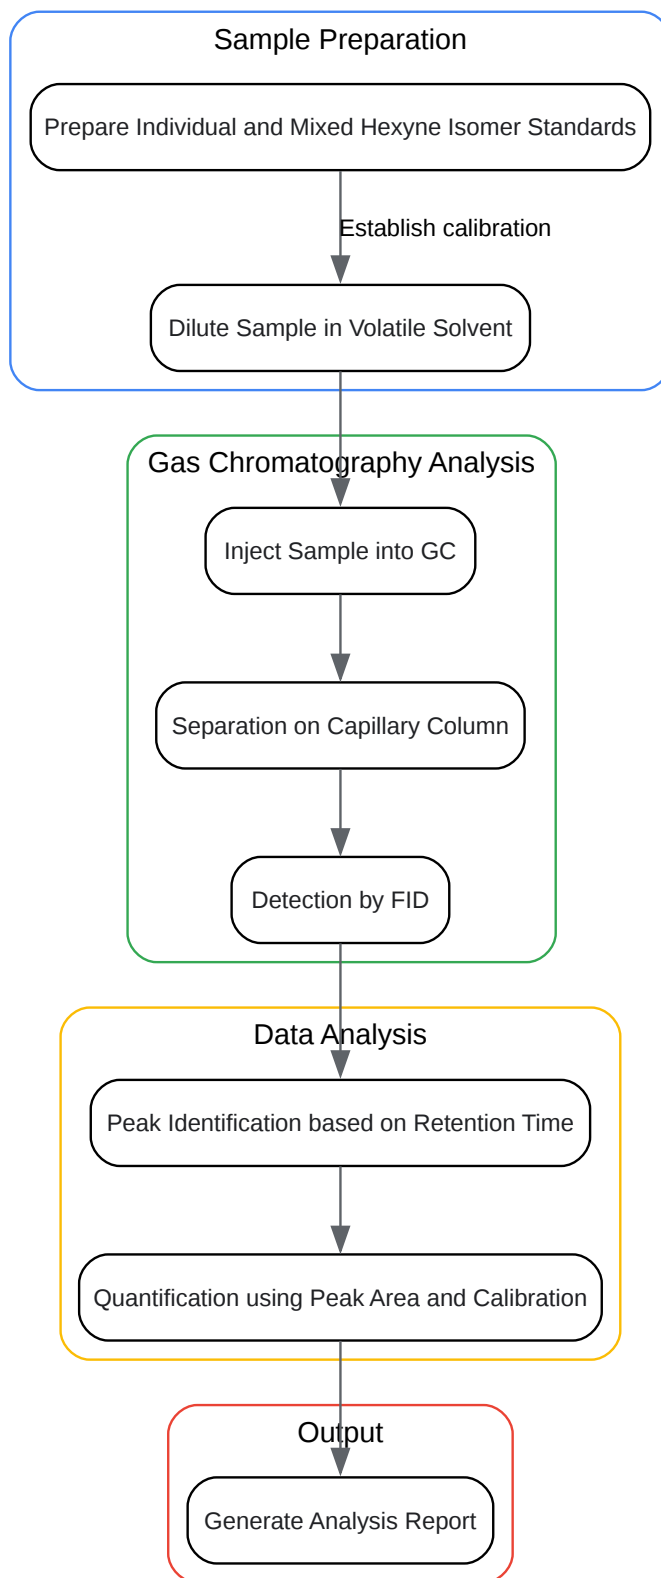 Sample Preparation
Prepare Individual and Mixed Hexyne Isomer Standards
Establish calibration
Dilute Sample in Volatile Solvent
Gas Chromatography Analysis
Inject Sample into GC
Separation on Capillary Column
Detection by FID
Data Analysis
Peak Identification based on Retention Time
Quantification using Peak Area and Calibration
Output
Generate Analysis Report